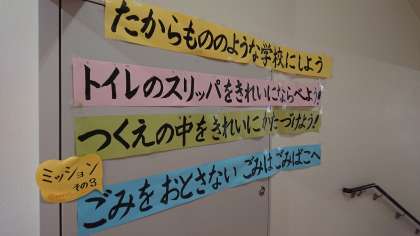 たからもののような学校にしよう
トイレのスリッパをきれいにならべよう!
つくえの中をきれいにかたづけよう!
ミッション
その3
ごみをおとさない ごみはごみばこへ